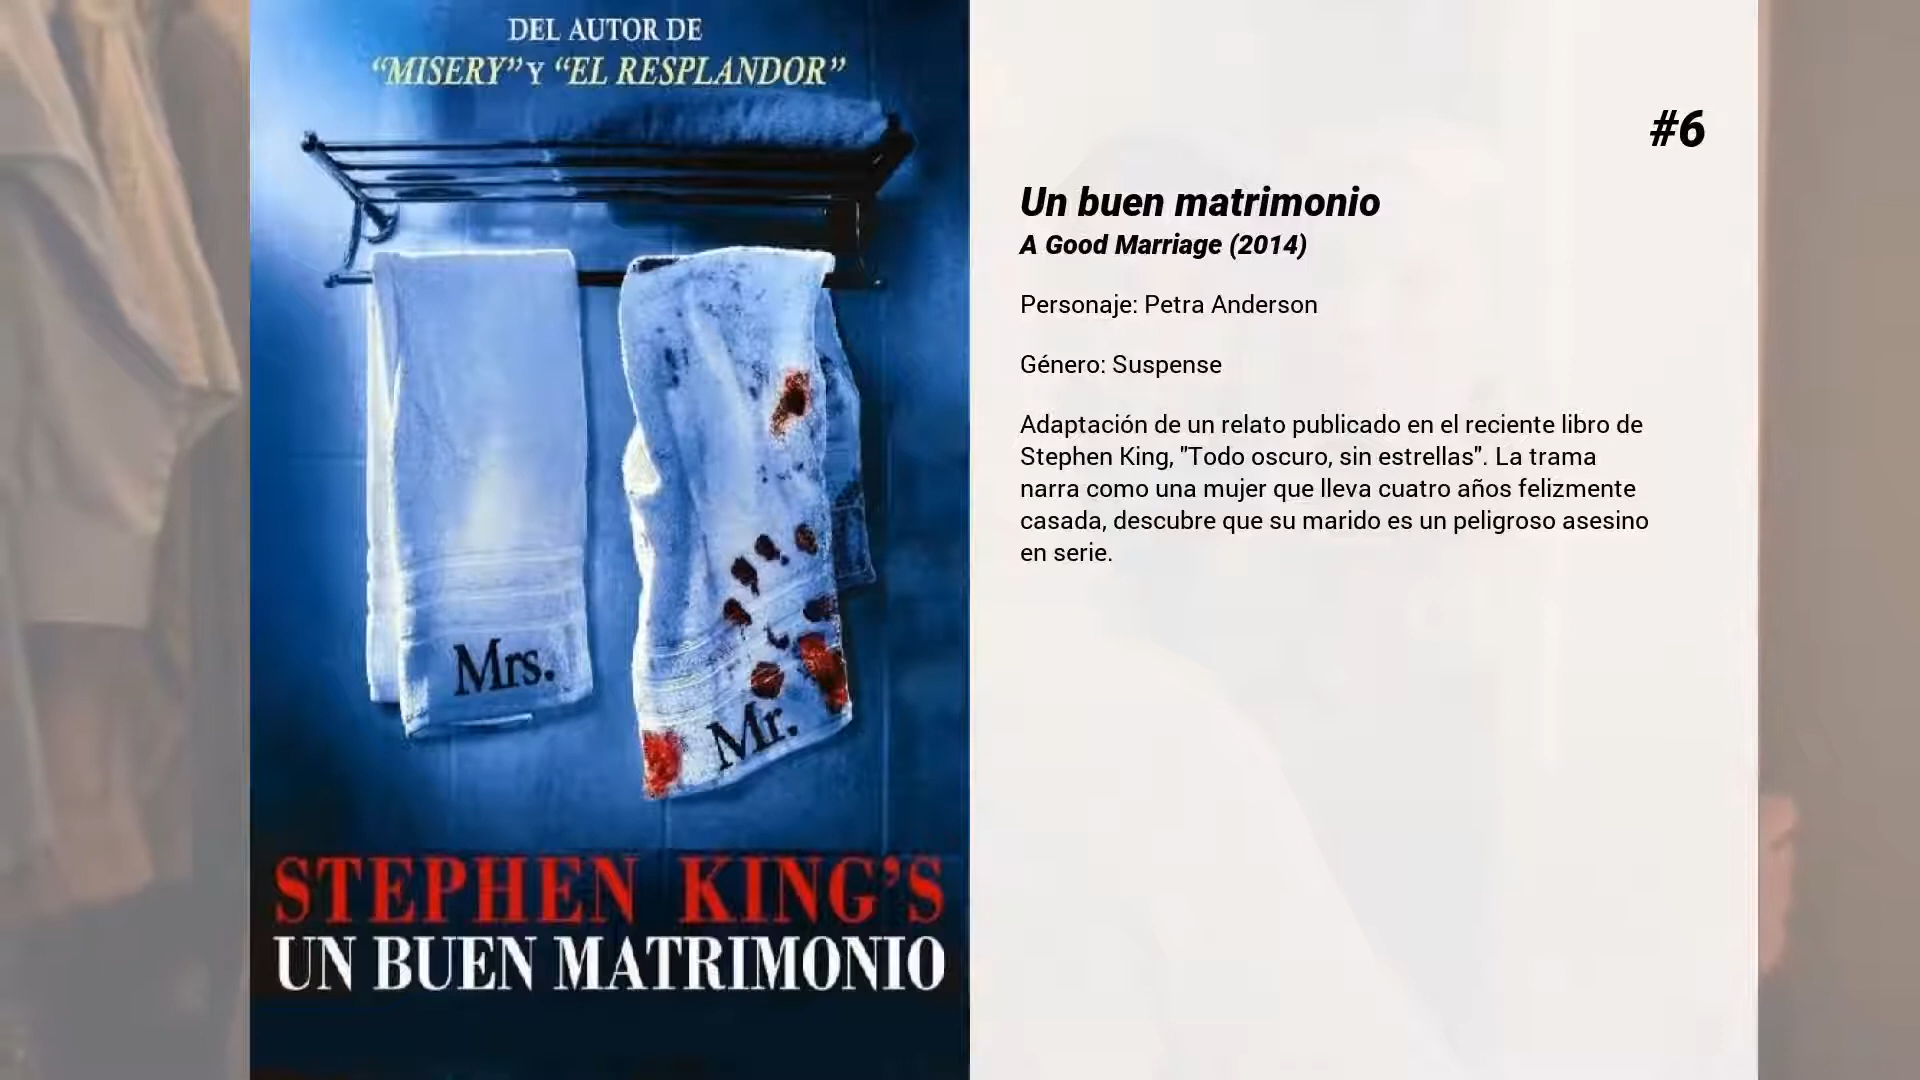 DEL AUTOR DE
“MISERY” Y “EL RESPLANDOR”
Mrs.
Mr.
STEPHEN KING’S
UN BUEN MATRIMONIO
#6
Un buen matrimonio
A Good Marriage (2014)
Personaje: Petra Anderson
Género: Suspense
Adaptación de un relato publicado en el reciente libro de
Stephen King, "Todo oscuro, sin estrellas". La trama
narra como una mujer que lleva cuatro años felizmente
casada, descubre que su marido es un peligroso asesino
en serie.